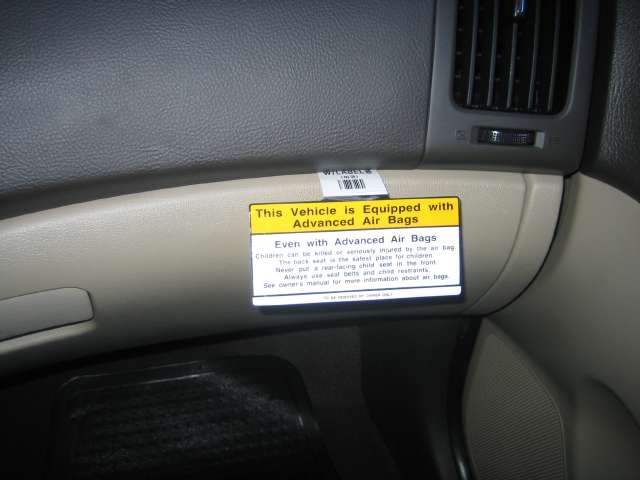 W/LABEL@
This Vehicle is Equipped with
Advanced Air Bags
Even with Advanced Air Bags
Children can be killed or seriously injured by the air bag.
The back seat is the safest place for children.
Never put a rear-facing child seat in the front.
Always use seat belts and child restraints.
See owner's manual for more information about air bags.
TO BE REMOVED BY OWNER ONLY